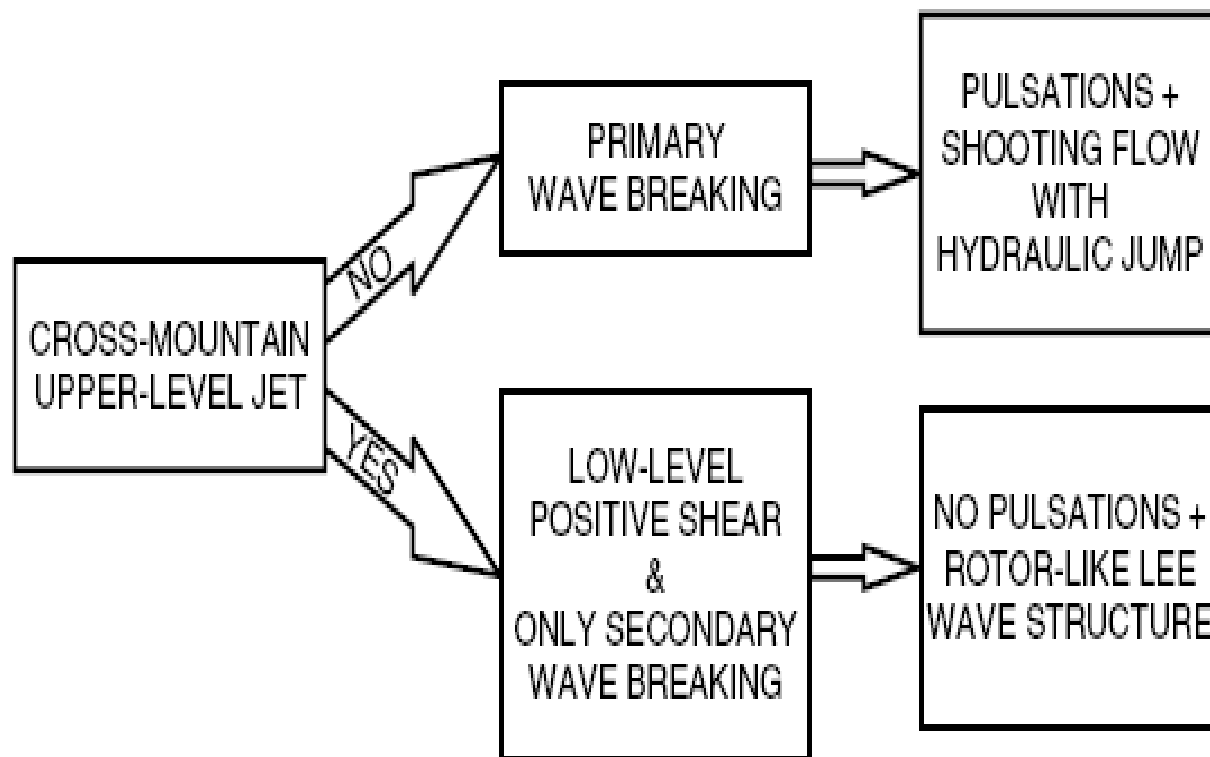 CROSS-MOUNTAIN
UPPER-LEVEL JET
NO
PRIMARY
WAVE BREAKING
PULSATIONS +
SHOOTING FLOW
WITH
HYDRAULIC JUMP
YES
LOW-LEVEL
POSITIVE SHEAR
&
ONLY SECONDARY
WAVE BREAKING
NO PULSATIONS +
ROTOR-LIKE LEE
WAVE STRUCTURE